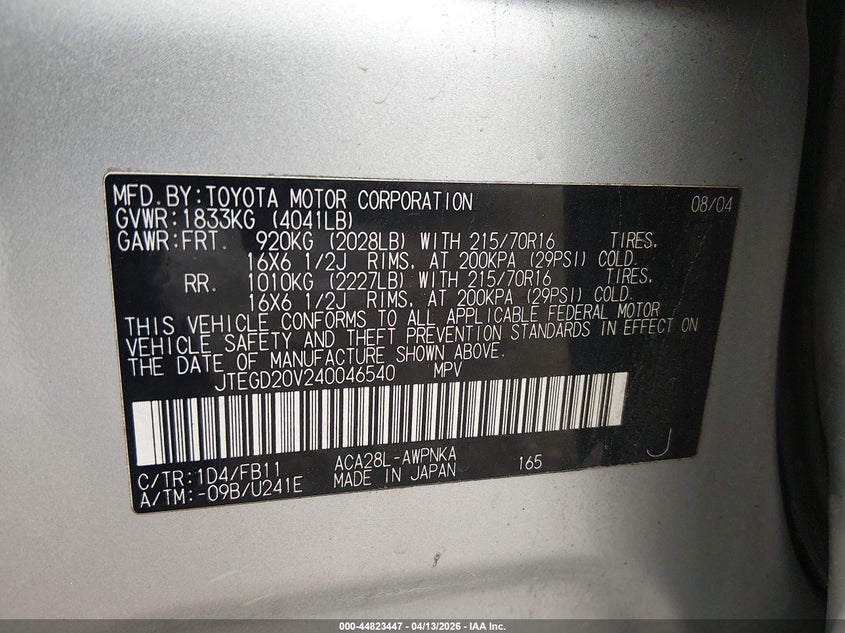 MFD.BY:TOYOTA MOTOR CORPORATION 08/04
GVWR:1833KG (4041LB)
GAWR:FRT. 920KG (2028LB) WITH 215/70R16 TIRES,
16X6 1/2J RIMS, AT 200KPA (29PSI) COLD.
RR. 1010KG (2227LB) WITH 215/70R16 TIRES,
16X6 1/2J RIMS, AT 200KPA (29PSI) COLD.
THIS VEHICLE CONFORMS TO ALL APPLICABLE FEDERAL MOTOR
VEHICLE SAFETY AND THEFT PREVENTION STANDARDS IN EFFECT ON
THE DATE OF MANUFACTURE SHOWN ABOVE.
JTEGD20V240046540 MPV
C/TR:1D4/FB11 ACA28L-AWPNKA 165 J
A/TM:-09B/U241E MADE IN JAPAN
000-44823447 - 04/13/2026 - IAA Inc.